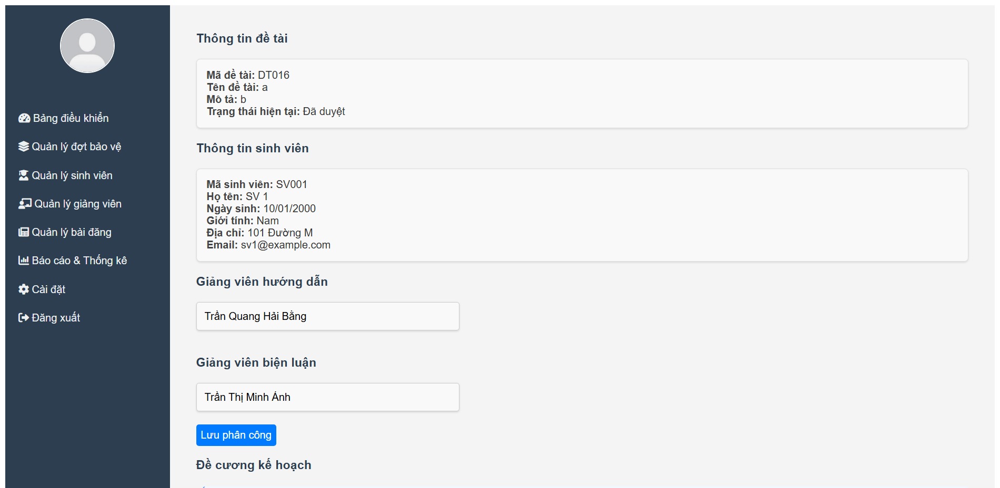 Bảng điều khiển
Quản lý đợt bảo vệ
Quản lý sinh viên
Quản lý giảng viên
Quản lý bài đăng
Báo cáo & Thống kê
Cài đặt
Đăng xuất
Thông tin đề tài
Mã đề tài: DT016
Tên đề tài: a
Mô tả: b
Trạng thái hiện tại: Đã duyệt
Thông tin sinh viên
Mã sinh viên: SV001
Họ tên: SV 1
Ngày sinh: 10/01/2000
Giới tính: Nam
Địa chỉ: 101 Đường M
Email: sv1@example.com
Giảng viên hướng dẫn
Trần Quang Hải Bằng
Giảng viên biện luận
Trần Thị Minh Ánh
Lưu phân công
Đề cương kế hoạch